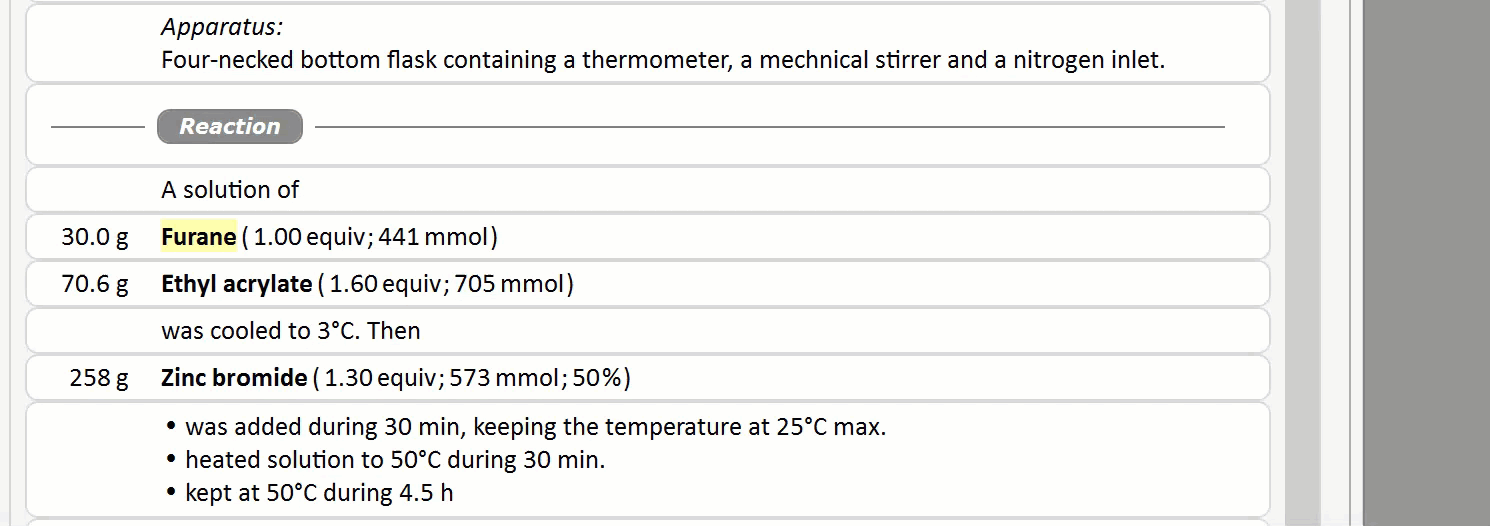 Apparatus:
Four-necked bottom flask containing a thermometer, a mechnical stirrer and a nitrogen inlet.
Reaction
A solution of
30.0 g Furane (1.00 equiv; 441 mmol)
70.6 g Ethyl acrylate (1.60 equiv; 705 mmol)
was cooled to 3°C. Then
258 g Zinc bromide (1.30 equiv; 573 mmol; 50%)
• was added during 30 min, keeping the temperature at 25°C max.
• heated solution to 50°C during 30 min.
• kept at 50°C during 4.5 h